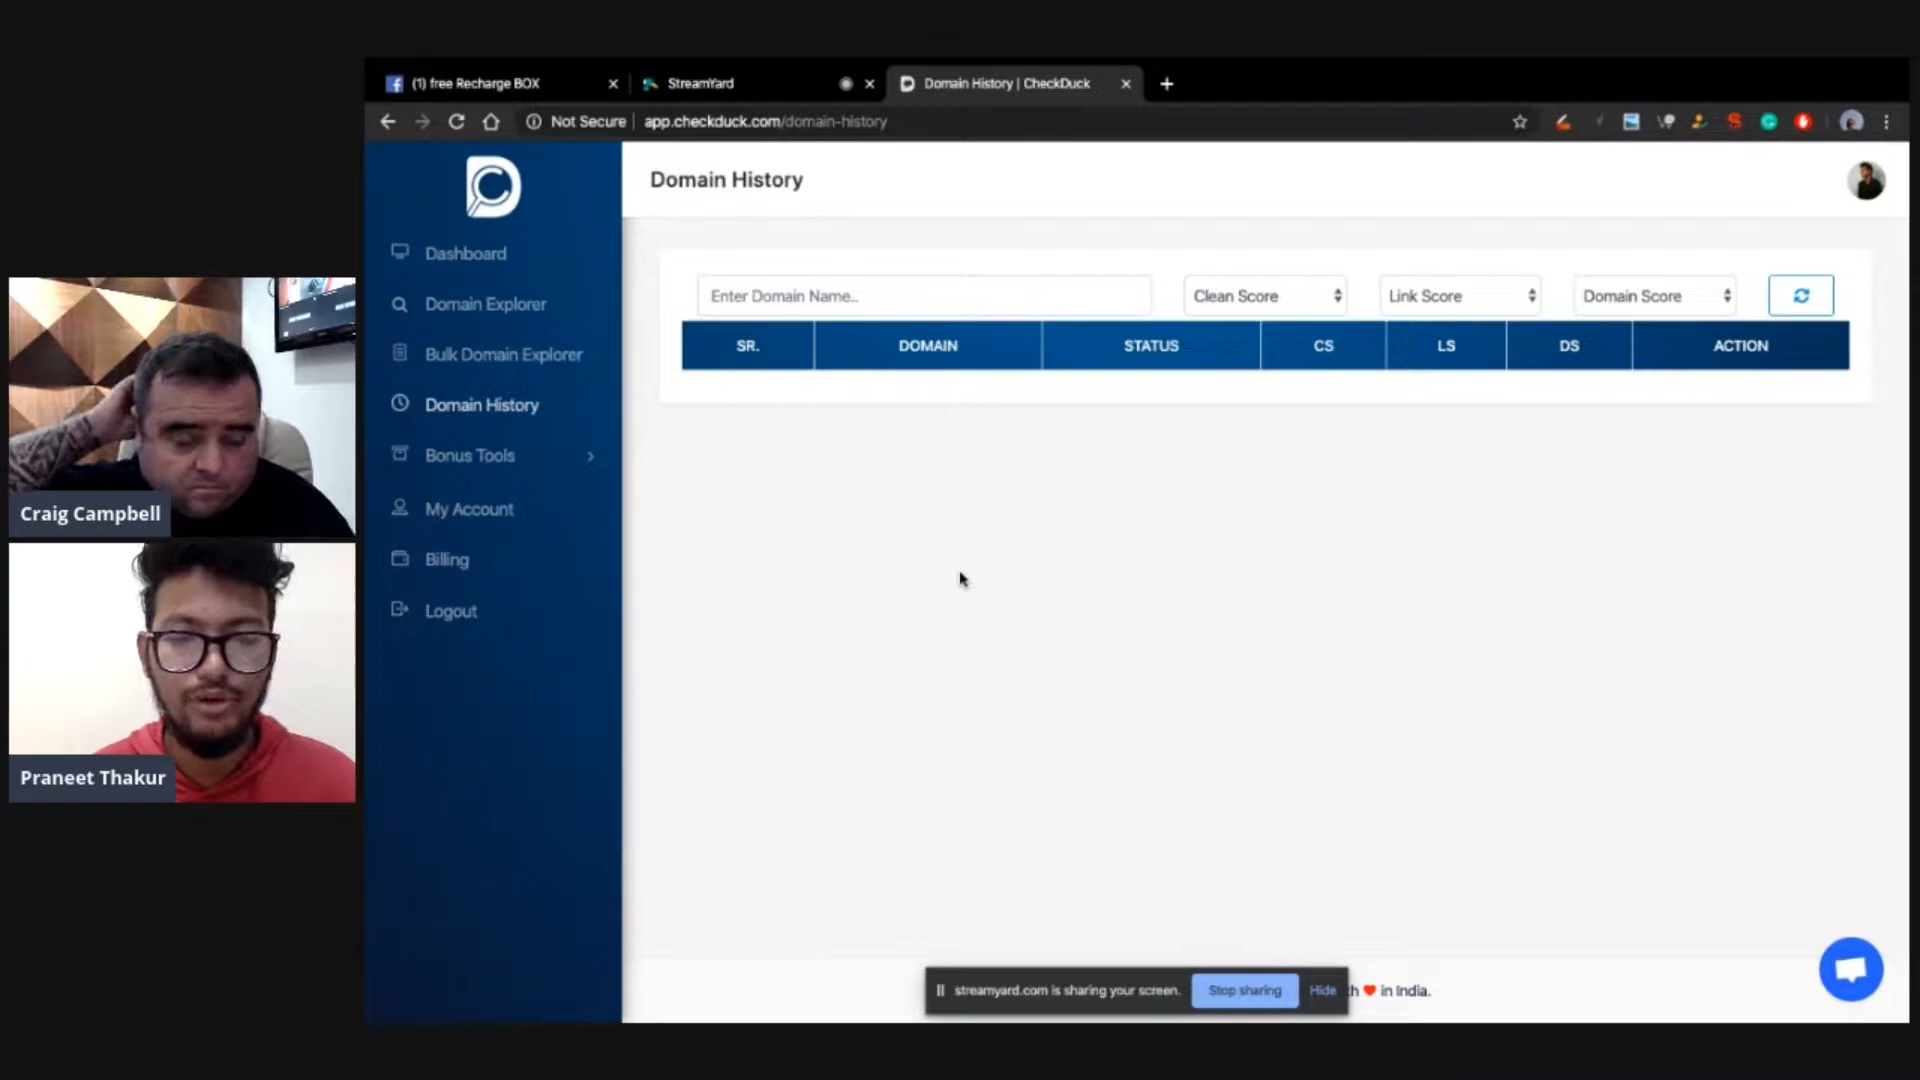 (1) free Recharge BOX
StreamYard
Domain History | CheckDuck
Not Secure
app.checkduck.com/domain-history
Domain History
Dashboard
Domain Explorer
Bulk Domain Explorer
Domain History
Bonus Tools
My Account
Billing
Logout
Enter Domain Name..
Clean Score
Link Score
Domain Score
SR.
DOMAIN
STATUS
CS
LS
DS
ACTION
Craig Campbell
Praneet Thakur
streamyard.com is sharing your screen.
Stop sharing
Hide
in India.